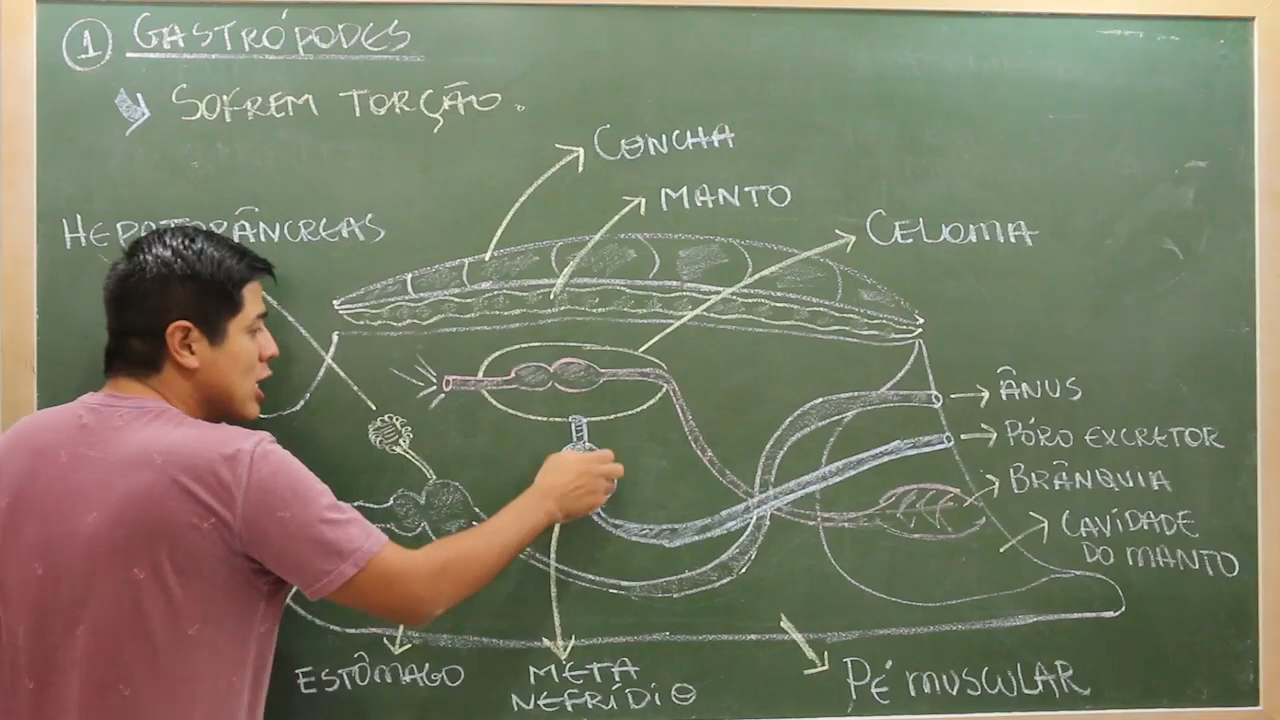 1 GASTRÓPODES
SOFREM TORÇÃO.
CONCHA
MANTO
HEPATOPÂNCREAS
CELOMA
ÂNUS
PÓRO EXCRETOR
BRÂNQUIA
CAVIDADE
DO MANTO
ESTÔMAGO
META
NEFRÍDIO
PÉ MUSCULAR